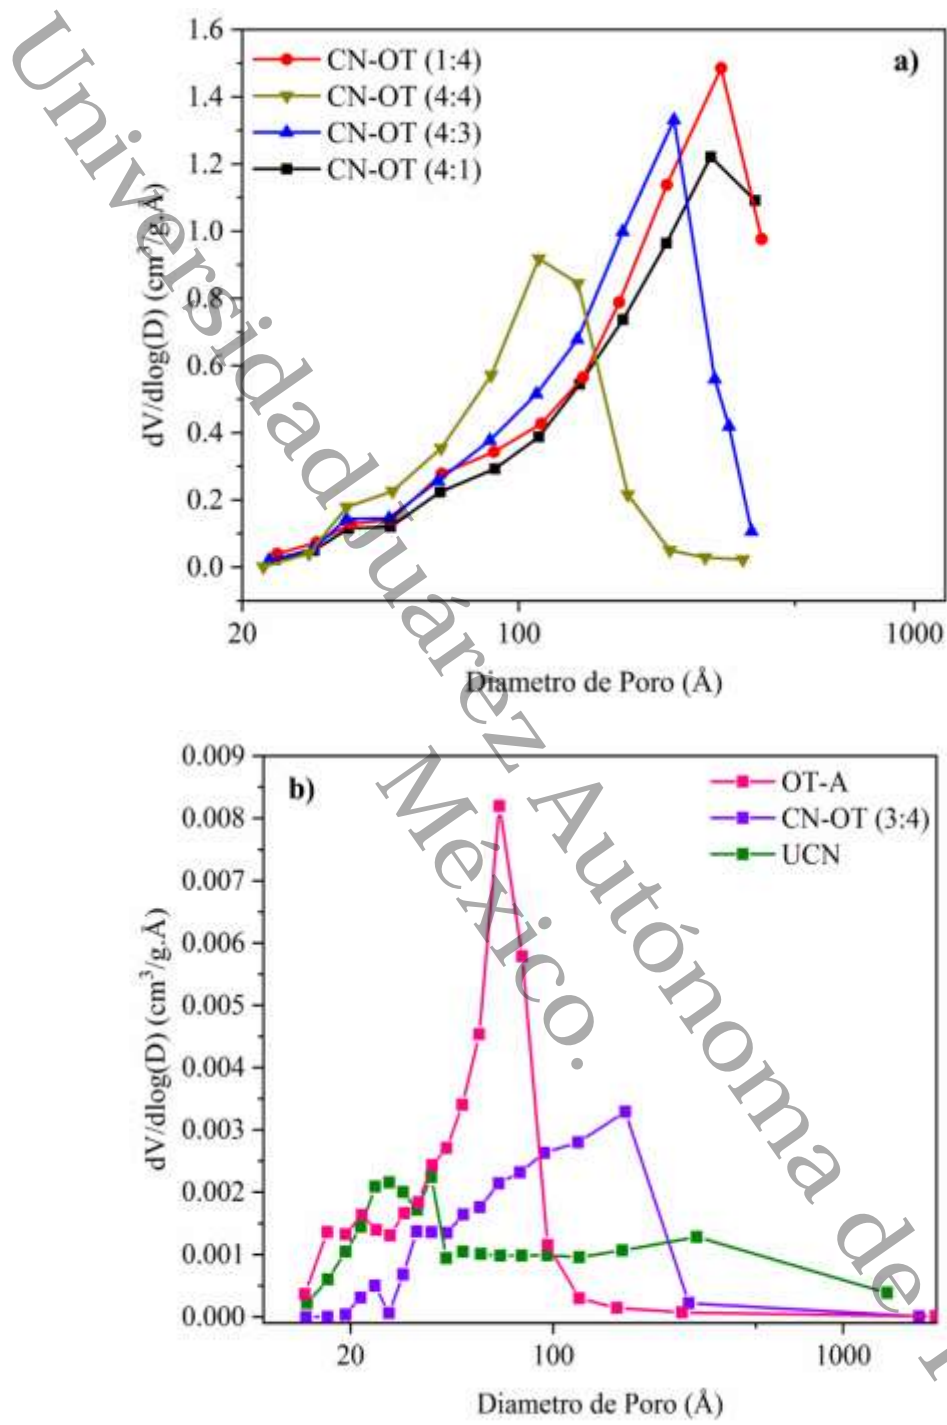 1.6
a)
CN-OT (1:4)
CN-OT (4:4)
CN-OT (4:3)
CN-OT (4:1)
1.4
1.2
1.0
0.8
0.6
0.4
0.2
0.0
dV/dlog(D) (cm³/g.Å)
20
100
1000
Diametro de Poro (Å)
Universidad Juárez Autónoma de
México.
0.009
b)
OT-A
CN-OT (3:4)
UCN
0.008
0.007
0.006
0.005
0.004
0.003
0.002
0.001
0.000
dV/dlog(D) (cm³/g.Å)
20
100
1000
Diametro de Poro (Å)